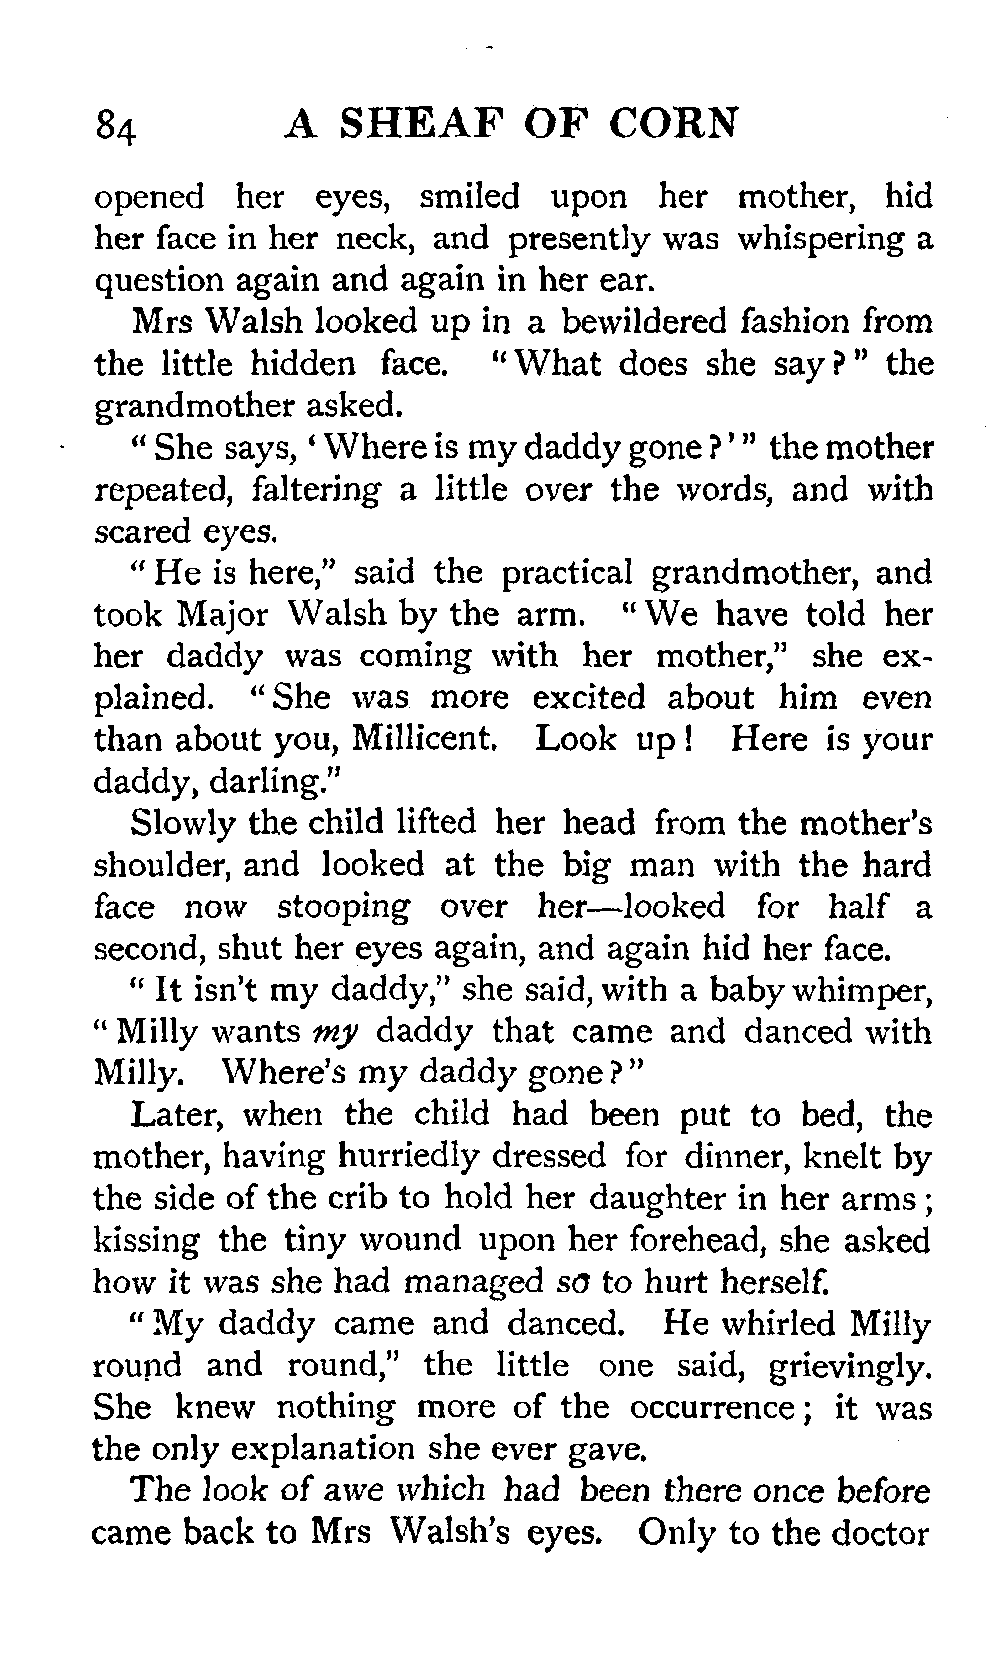 84 A SHEAF OF CORN
opened her eyes, smiled upon her mother, hid
her face in her neck, and presently was whispering a
question again and again in her ear.
Mrs Walsh looked up in a bewildered fashion from
the little hidden face. "What does she say?" the
grandmother asked.
"She says, 'Where is my daddy gone?'" the mother
repeated, faltering a little over the words, and with
scared eyes.
"He is here," said the practical grandmother, and
took Major Walsh by the arm. "We have told her
her daddy was coming with her mother," she ex-
plained. "She was more excited about him even
than about you, Millicent. Look up! Here is your
daddy, darling."
Slowly the child lifted her head from the mother's
shoulder, and looked at the big man with the hard
face now stooping over her—looked for half a
second, shut her eyes again, and again hid her face.
"It isn't my daddy," she said, with a baby whimper,
"Milly wants my daddy that came and danced with
Milly. Where's my daddy gone?"
Later, when the child had been put to bed, the
mother, having hurriedly dressed for dinner, knelt by
the side of the crib to hold her daughter in her arms;
kissing the tiny wound upon her forehead, she asked
how it was she had managed so to hurt herself.
"My daddy came and danced. He whirled Milly
round and round," the little one said, grievingly.
She knew nothing more of the occurrence; it was
the only explanation she ever gave.
The look of awe which had been there once before
came back to Mrs Walsh's eyes. Only to the doctor